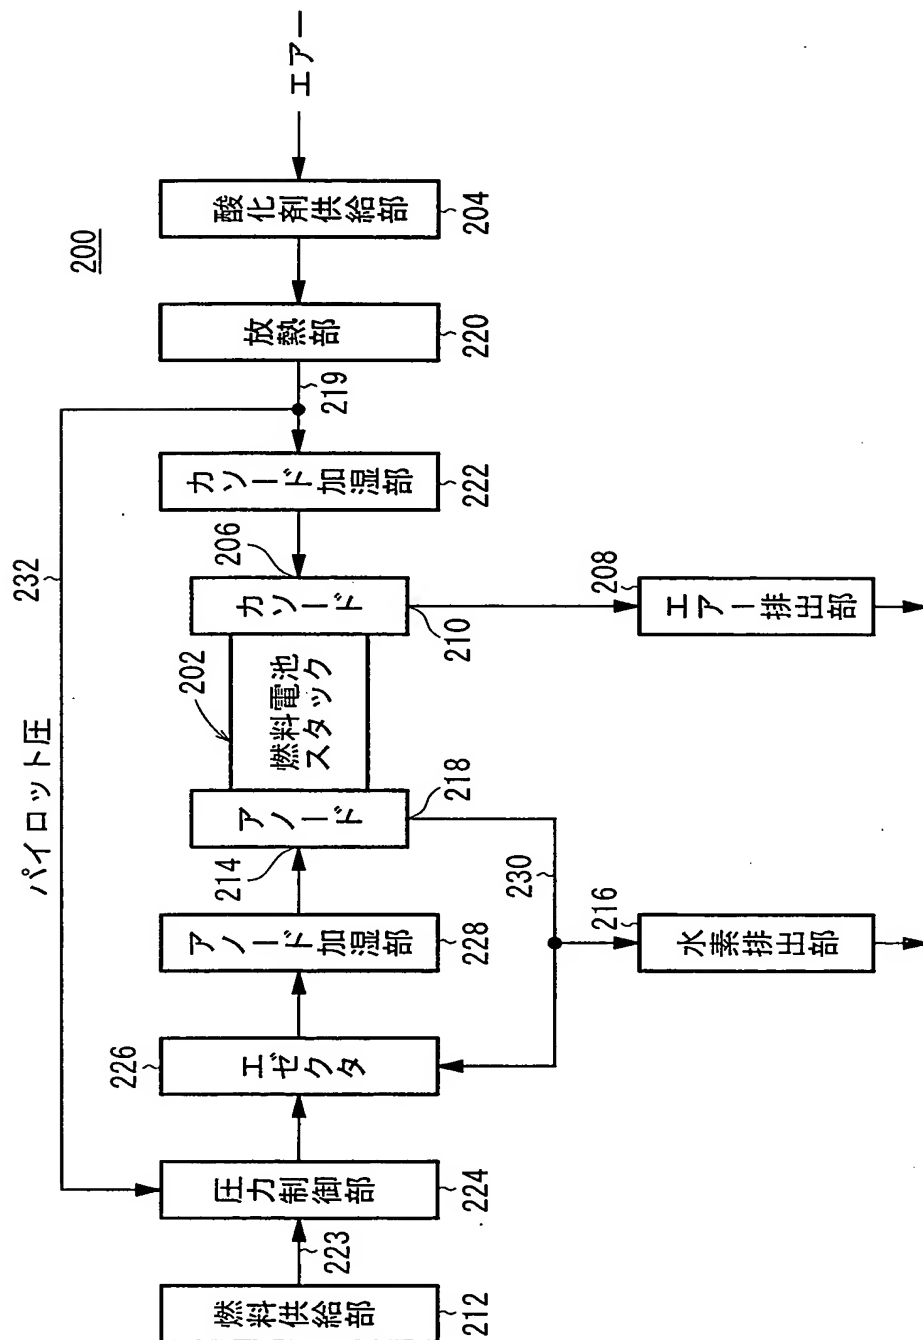 200
エアー
酸化剤供給部
204
放熱部
220
219
カソード加湿部
222
232
パイロット圧
206
カソード
210
エアー排出部
208
202
燃料電池
スタック
アノード
214
218
230
水素排出部
216
アノード加湿部
228
エゼクタ
226
圧力制御部
224
223
燃料供給部
212